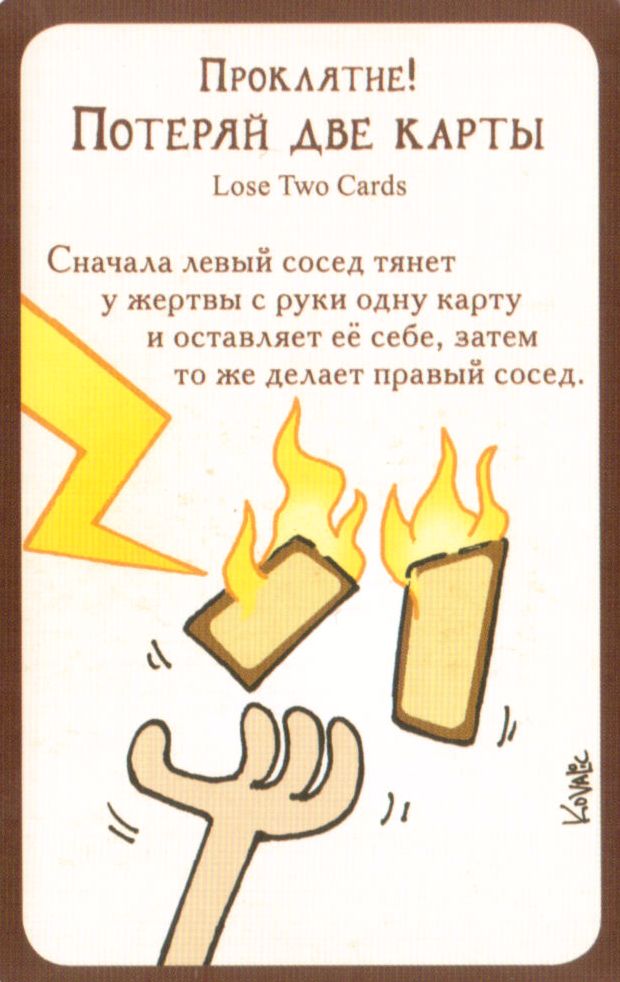 Проклятие!
Потеряй две карты
Lose Two Cards
Сначала левый сосед тянет
у жертвы с руки одну карту
и оставляет её себе, затем
то же делает правый сосед.
Kovalic